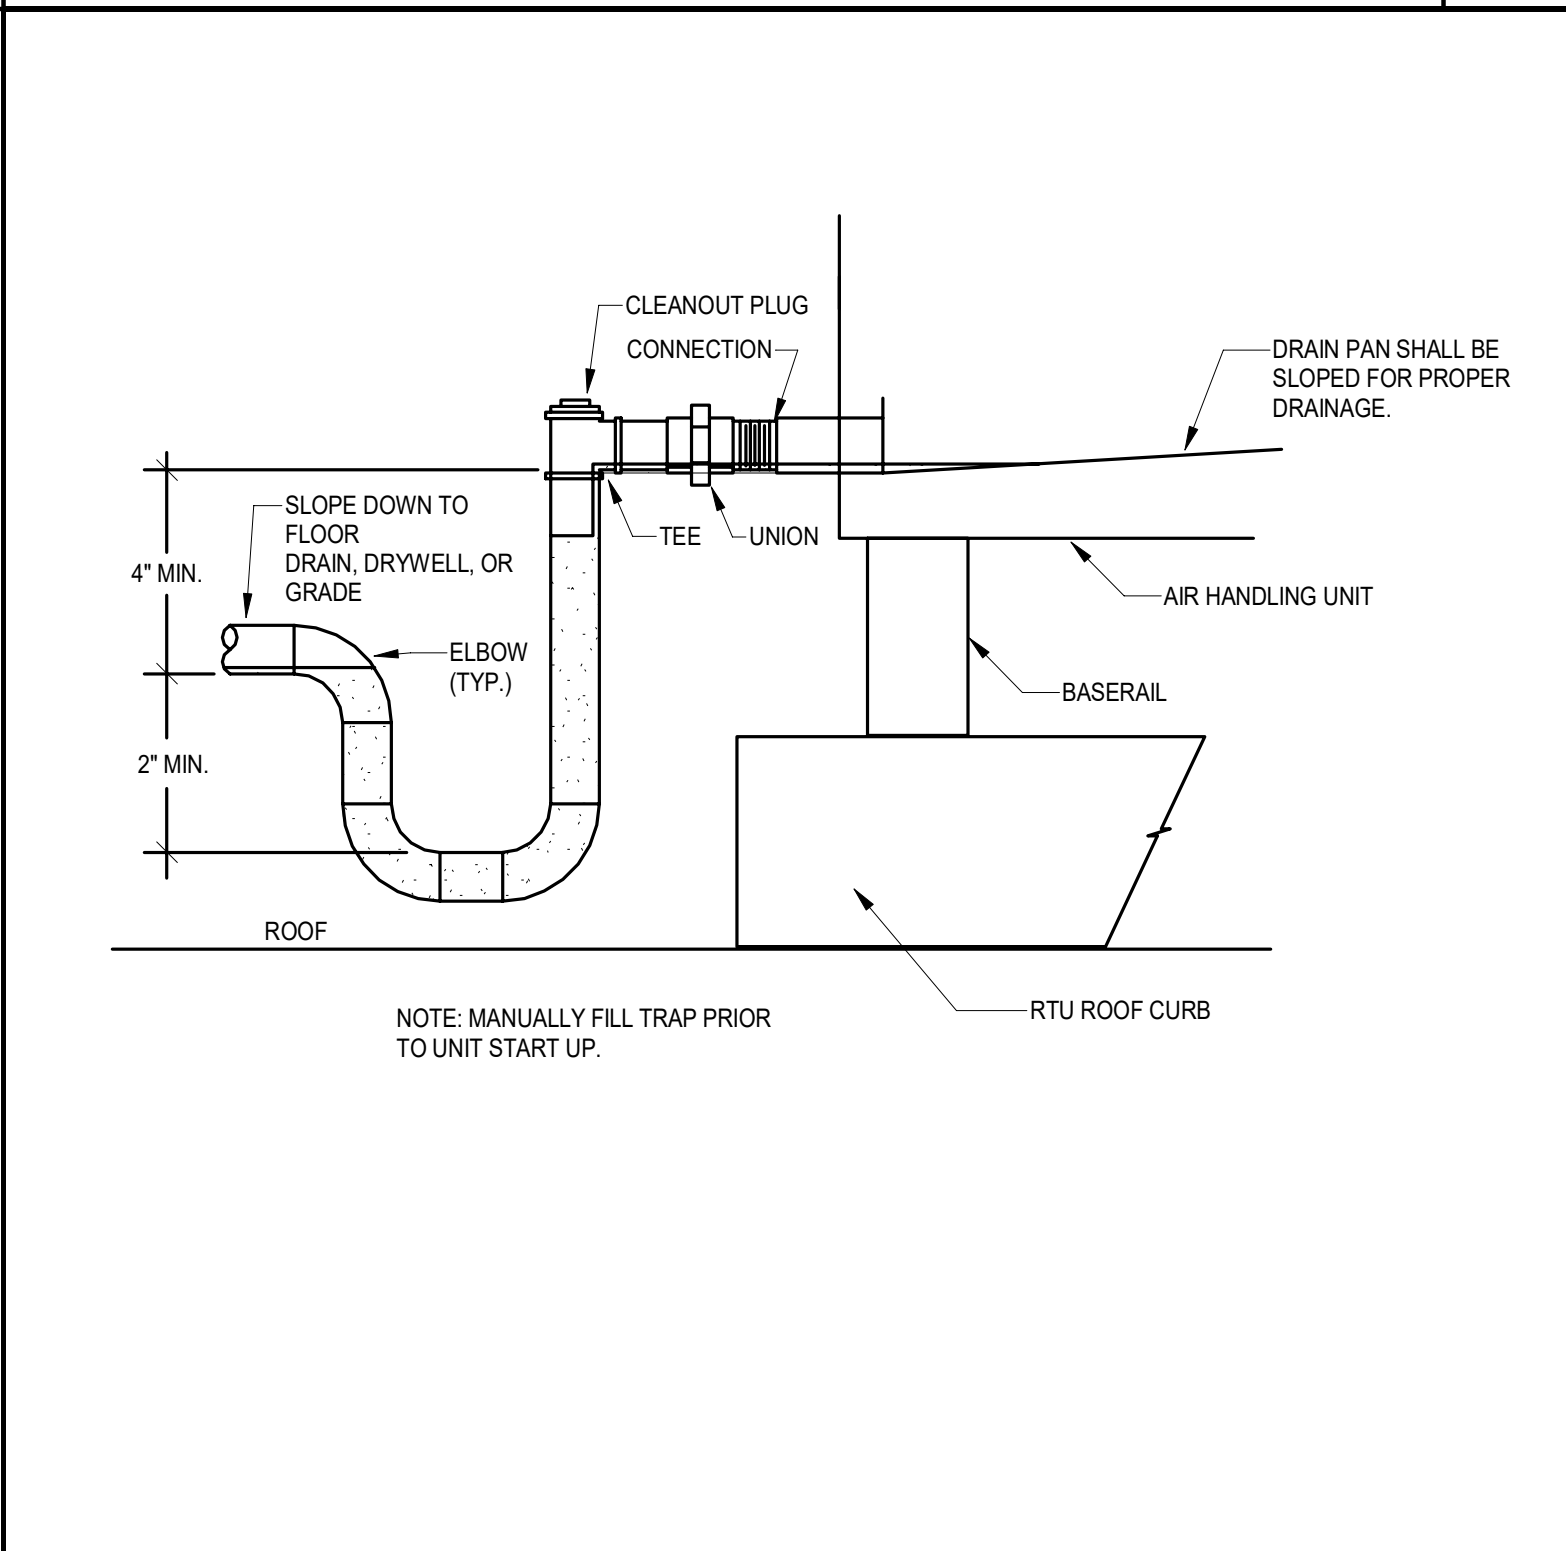 CLEANOUT PLUG
CONNECTION
DRAIN PAN SHALL BE
SLOPED FOR PROPER
DRAINAGE.
SLOPE DOWN TO
FLOOR
DRAIN, DRYWELL, OR
GRADE
TEE
UNION
4" MIN.
AIR HANDLING UNIT
ELBOW
(TYP.)
BASERAIL
2" MIN.
ROOF
RTU ROOF CURB
NOTE: MANUALLY FILL TRAP PRIOR
TO UNIT START UP.